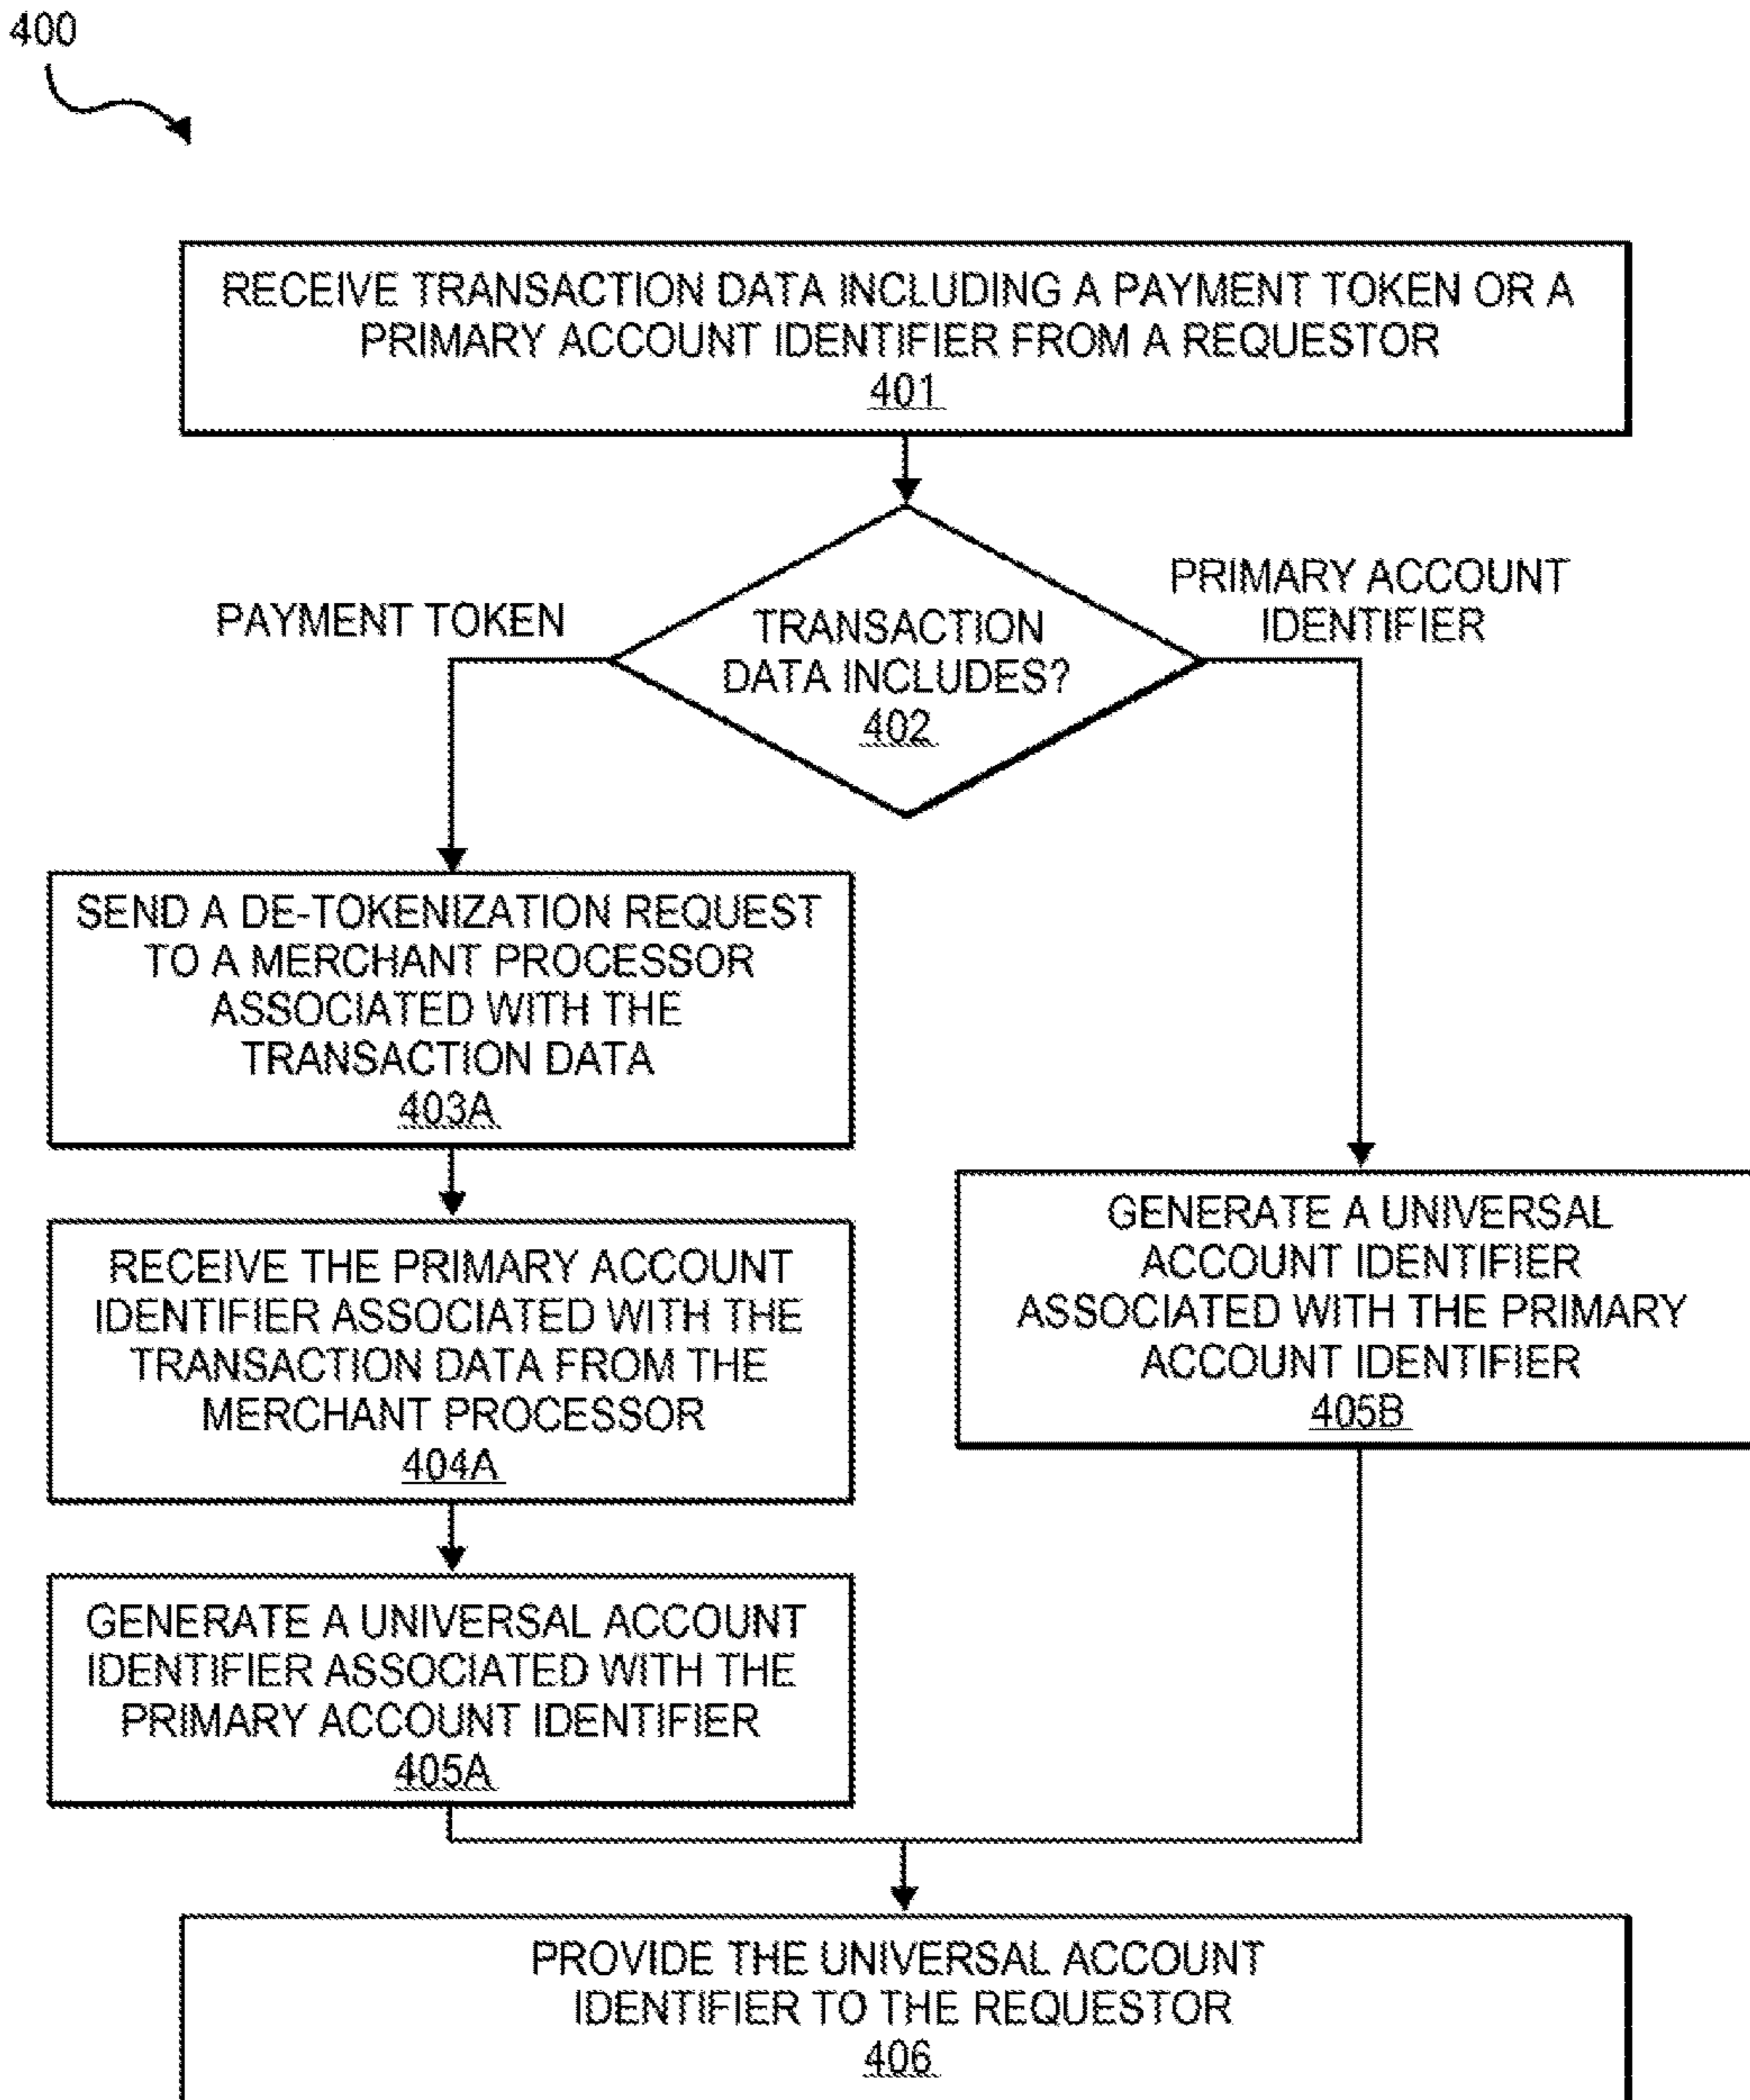 400
RECEIVE TRANSACTION DATA INCLUDING A PAYMENT TOKEN OR A
PRIMARY ACCOUNT IDENTIFIER FROM A REQUESTOR
401
PAYMENT TOKEN
PRIMARY ACCOUNT
IDENTIFIER
TRANSACTION
DATA INCLUDES?
402
SEND A DE-TOKENIZATION REQUEST
TO A MERCHANT PROCESSOR
ASSOCIATED WITH THE
TRANSACTION DATA
403A
RECEIVE THE PRIMARY ACCOUNT
IDENTIFIER ASSOCIATED WITH THE
TRANSACTION DATA FROM THE
MERCHANT PROCESSOR
404A
GENERATE A UNIVERSAL
ACCOUNT IDENTIFIER
ASSOCIATED WITH THE PRIMARY
ACCOUNT IDENTIFIER
405B
GENERATE A UNIVERSAL ACCOUNT
IDENTIFIER ASSOCIATED WITH THE
PRIMARY ACCOUNT IDENTIFIER
405A
PROVIDE THE UNIVERSAL ACCOUNT
IDENTIFIER TO THE REQUESTOR
406